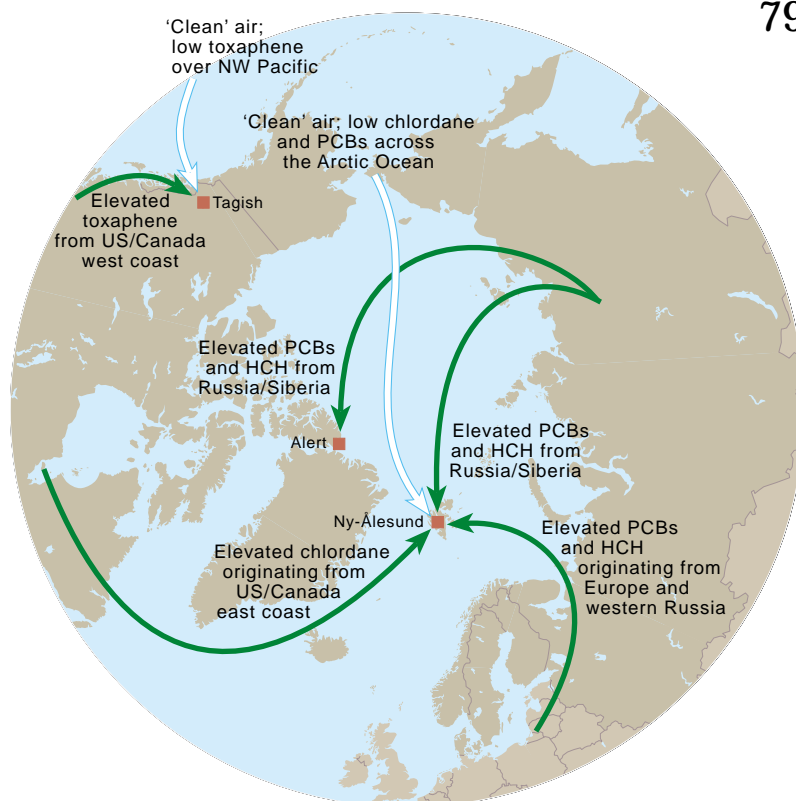 79
‘Clean’ air;
low toxaphene
over NW Pacific
‘Clean’ air; low chlordane
and PCBs across
the Arctic Ocean
Elevated
toxaphene
from US/Canada
west coast
Tagish
Elevated PCBs
and HCH from
Russia/Siberia
Alert
Elevated PCBs
and HCH from
Russia/Siberia
Ny-Ålesund
Elevated chlordane
originating from
US/Canada
east coast
Elevated PCBs
and HCH
originating from
Europe and
western Russia